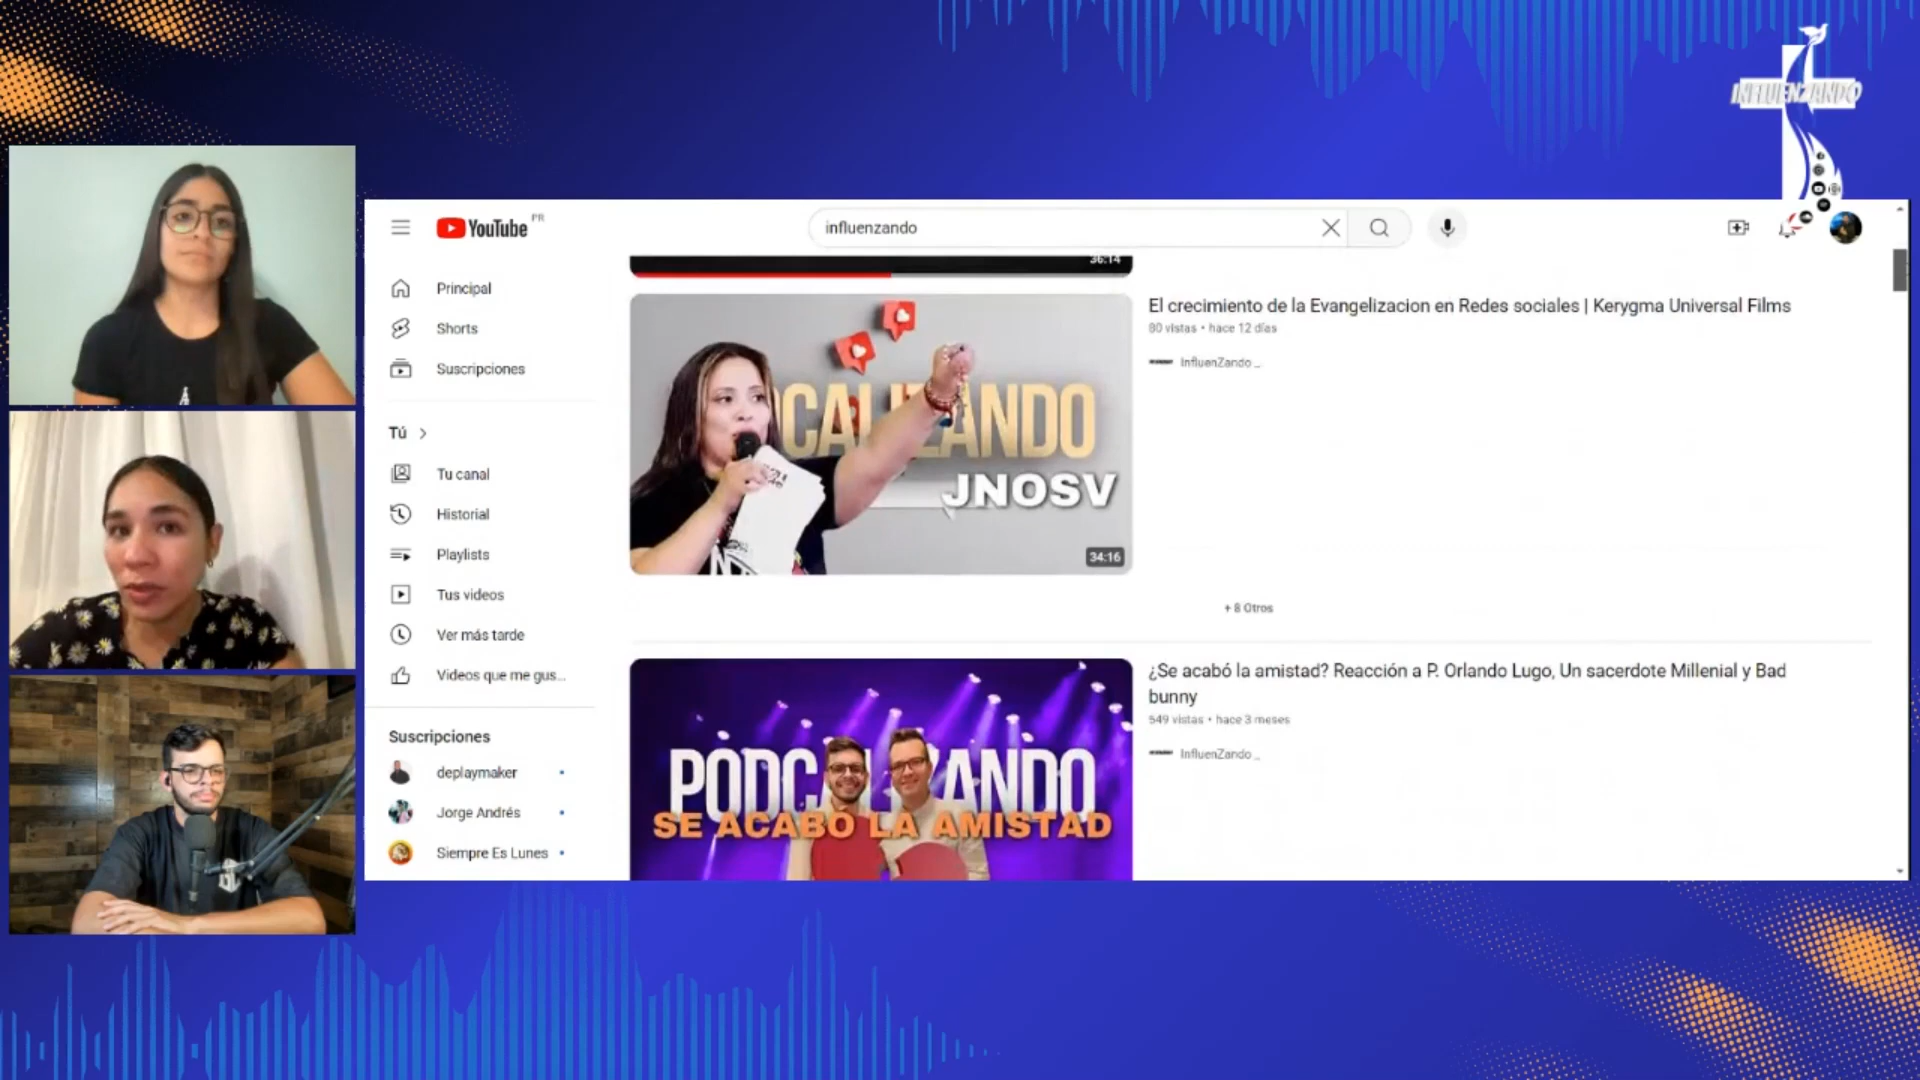 INFLUENZANDO
YouTube PR
influenzando
Principal
Shorts
Suscripciones
Tú
Tu canal
Historial
Playlists
Tus videos
Ver más tarde
Videos que me gus...
Suscripciones
deplaymaker
Jorge Andrés
Siempre Es Lunes
36:14
JNOSV
34:16
El crecimiento de la Evangelizacion en Redes sociales | Kerygma Universal Films
80 vistas • hace 12 días
InfluenZando _
+ 8 Otros
SE ACABO LA AMISTAD
¿Se acabó la amistad? Reacción a P. Orlando Lugo, Un sacerdote Millenial y Bad
bunny
549 vistas • hace 3 meses
InfluenZando _